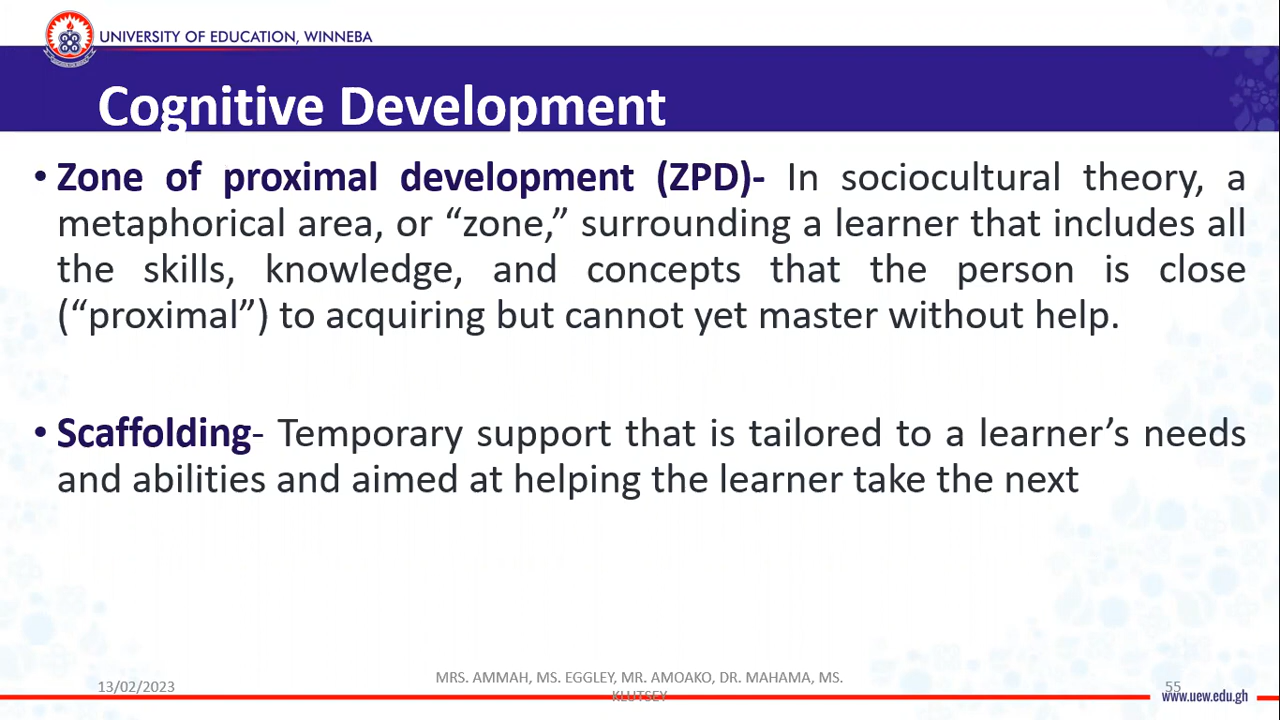 UNIVERSITY OF EDUCATION, WINNEBA
Cognitive Development
• Zone of proximal development (ZPD)- In sociocultural theory, a
metaphorical area, or “zone,” surrounding a learner that includes all
the skills, knowledge, and concepts that the person is close
(“proximal”) to acquiring but cannot yet master without help.
• Scaffolding- Temporary support that is tailored to a learner’s needs
and abilities and aimed at helping the learner take the next
13/02/2023
MRS. AMMAH, MS. EGGLEY, MR. AMOAKO, DR. MAHAMA, MS.
KLUTSEY
55
www.uew.edu.gh